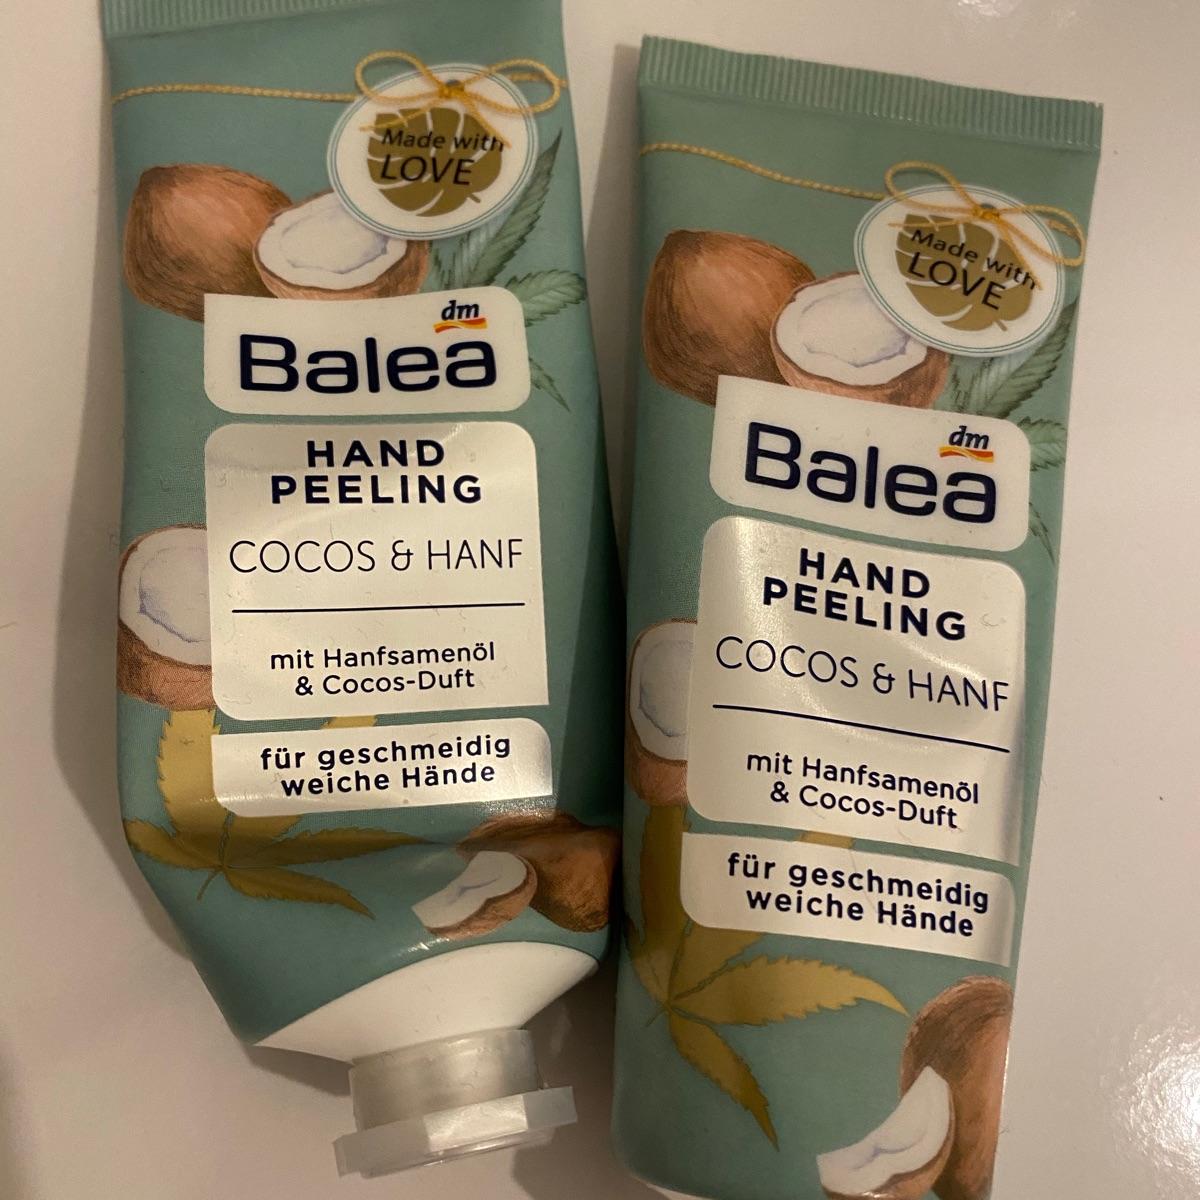 Made with
LOVE
dm
Balea
HAND
PEELING
COCOS & HANF
mit Hanfsamenöl
& Cocos-Duft
für geschmeidig
weiche Hände
Made with
LOVE
dm
Balea
HAND
PEELING
COCOS & HANF
mit Hanfsamenöl
& Cocos-Duft
für geschmeidig
weiche Hände